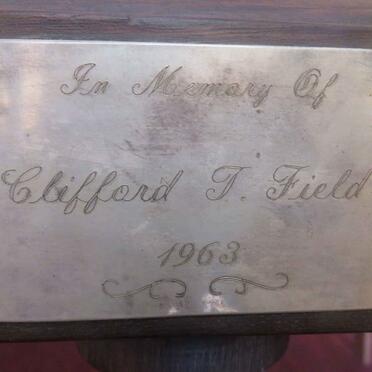 In Memory Of
Clifford T. Field
1963